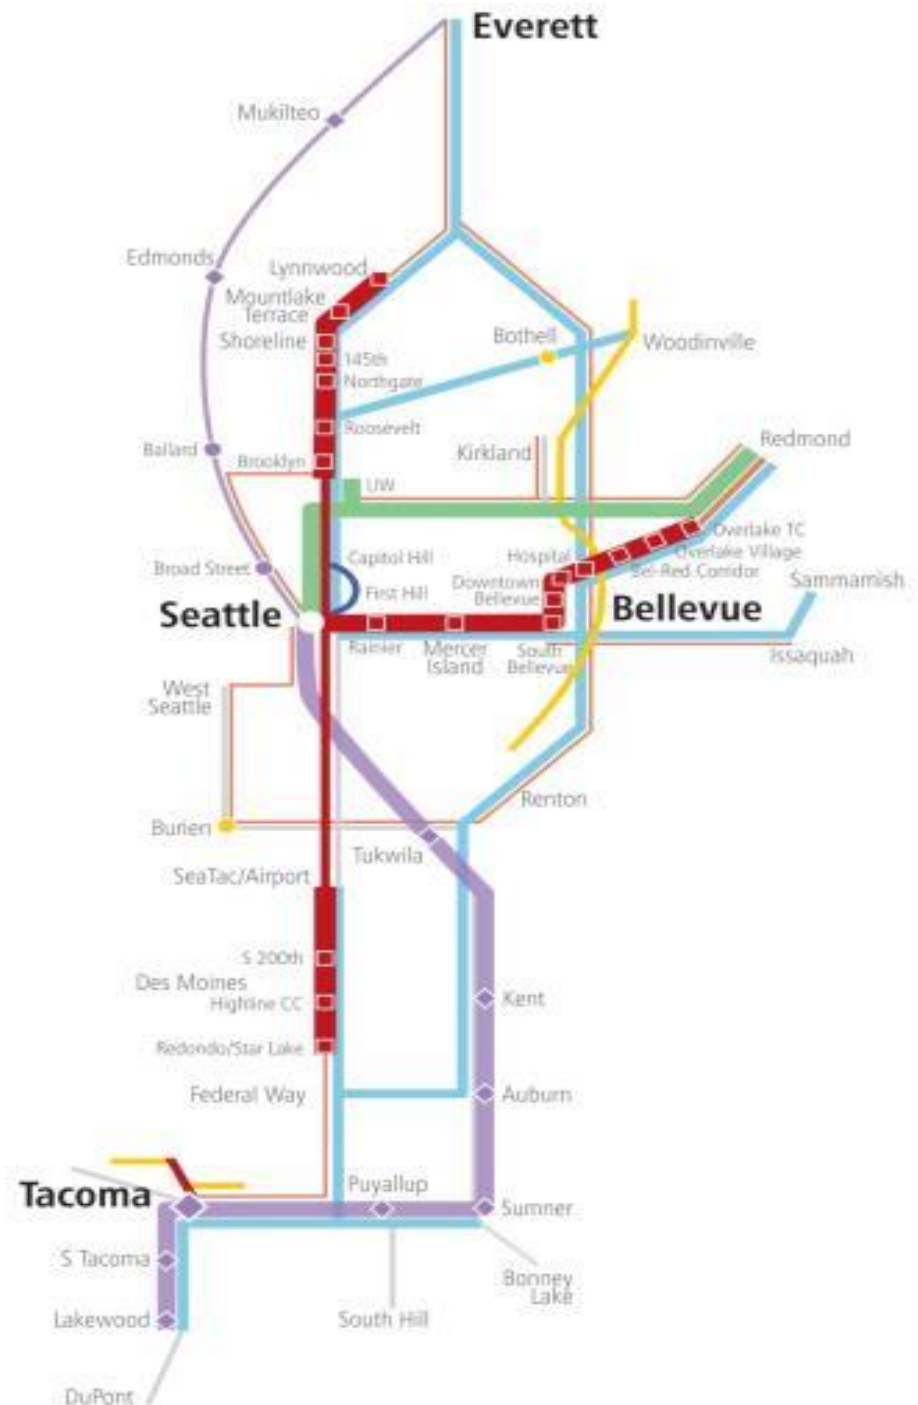 Everett
Mukilteo
Edmonds
Lynnwood
Mountlake
Terrace
Shoreline
145th
Northgate
Bothell
Woodinville
Roosevelt
Ballard
Brooklyn
Kirkland
Redmond
UW
Overlake TC
Overlake Village
Bel-Red Corridor
Capitol Hill
Hospital
Broad Street
First Hill
Downtown
Bellevue
Sammamish
Seattle
Bellevue
Rainier
Mercer
Island
South
Bellevue
Issaquah
West
Seattle
Renton
Burien
Tukwila
SeaTac/Airport
S 200th
Des Moines
Highline CC
Kent
Redondo/Star Lake
Federal Way
Auburn
Tacoma
Puyallup
Sumner
S Tacoma
Bonney
Lake
Lakewood
South Hill
DuPont